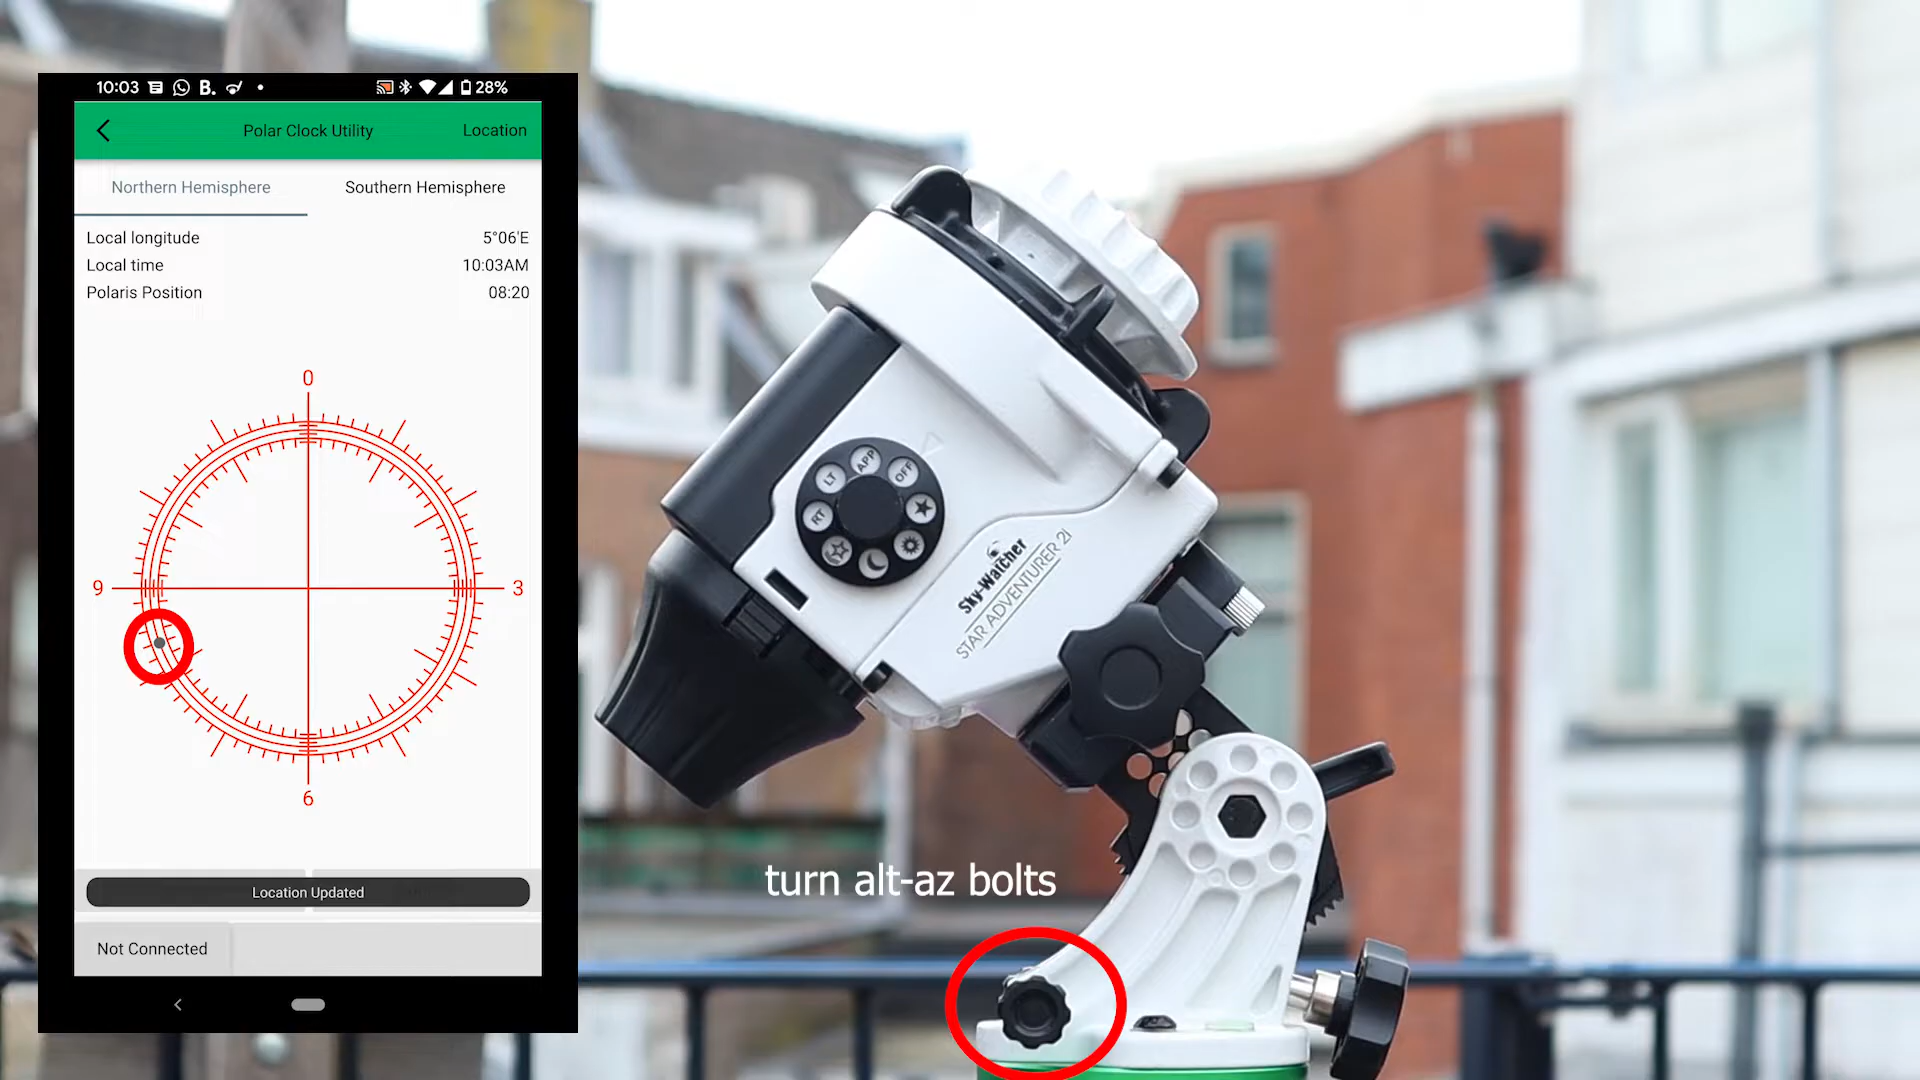 10:03 B. 28%
Polar Clock Utility Location
Northern Hemisphere Southern Hemisphere
Local longitude 5°06'E
Local time 10:03AM
Polaris Position 08:20
0
9 3
6
Location Updated
Not Connected
APP
OFF
LT
RT
Sky-Watcher
STAR ADVENTURER 2i
turn alt-az bolts